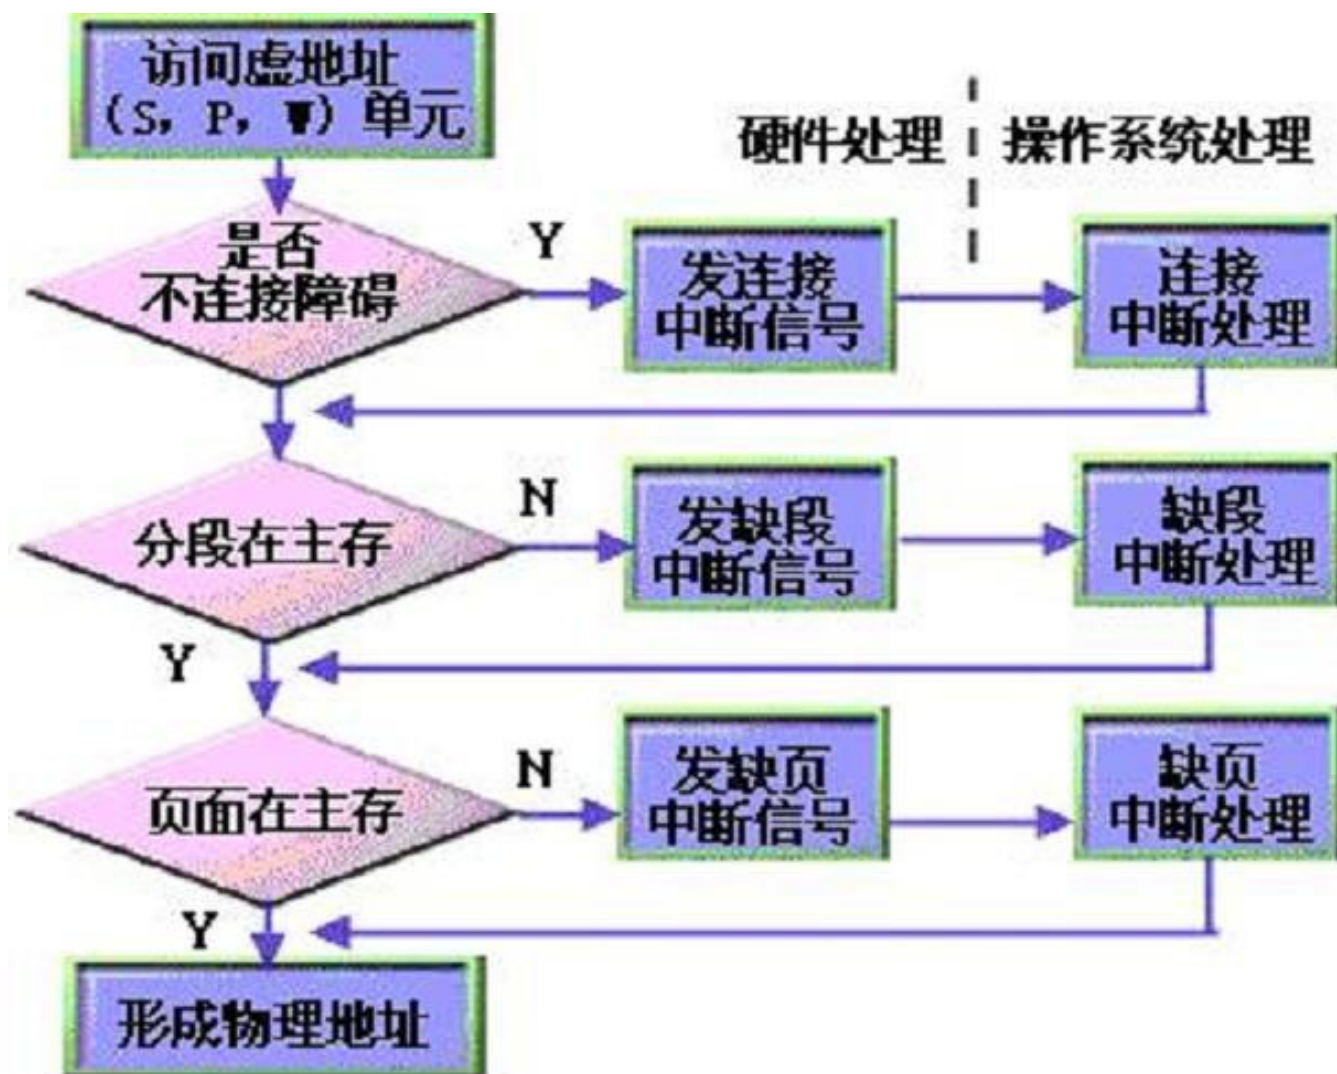 访问虚地址
(S, P, W) 单元
硬件处理
操作系统处理
是否
不连接障碍
Y
发连接
中断信号
连接
中断处理
分段在主存
N
发缺段
中断信号
缺段
中断处理
Y
页面在主存
N
发缺页
中断信号
缺页
中断处理
Y
形成物理地址